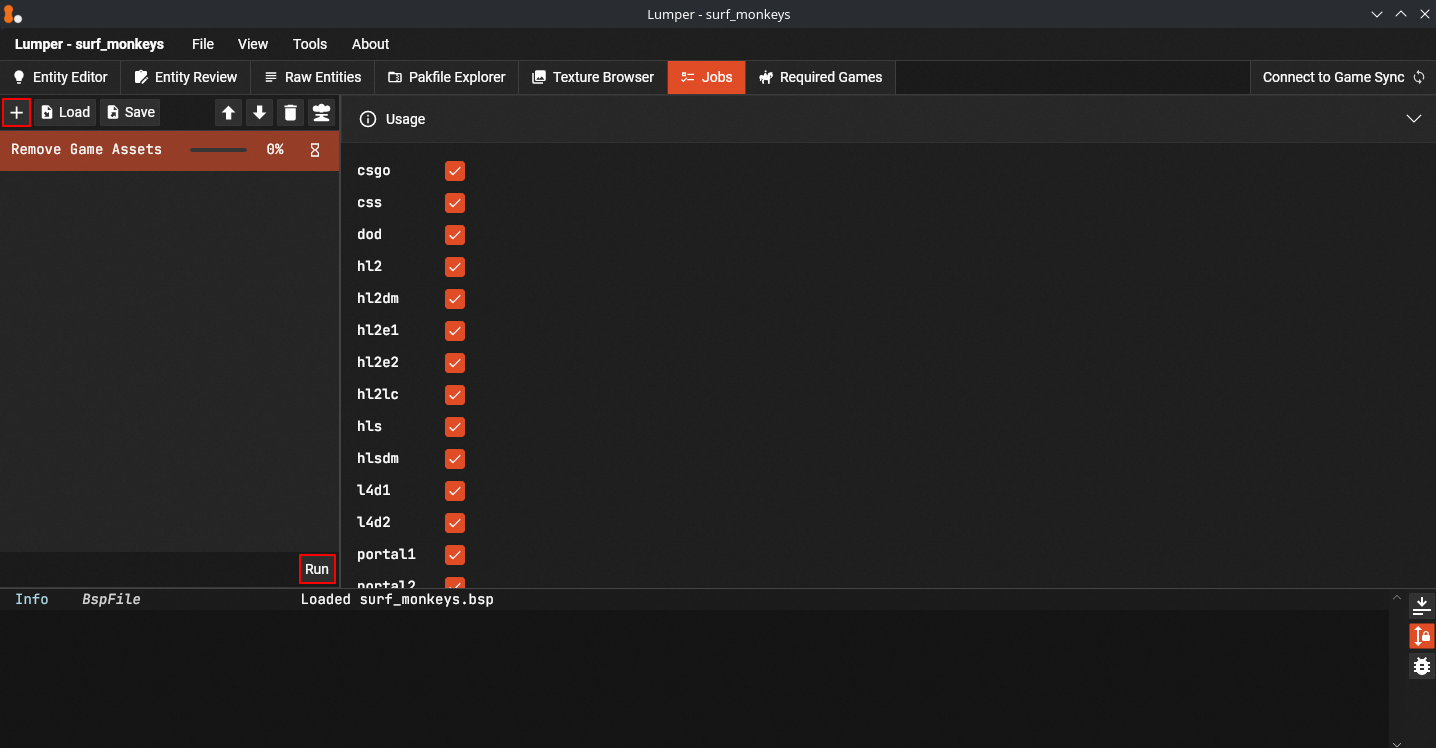 Lumper - surf_monkeys
Lumper - surf_monkeys File View Tools About
Entity Editor Entity Review Raw Entities Pakfile Explorer Texture Browser Jobs Required Games Connect to Game Sync
Load Save
Usage
Remove Game Assets 0%
csgo
css
dod
hl2
hl2dm
hl2e1
hl2e2
hl2lc
hls
hlsdm
l4d1
l4d2
portal1
portal2
Run
Info BspFile Loaded surf_monkeys.bsp